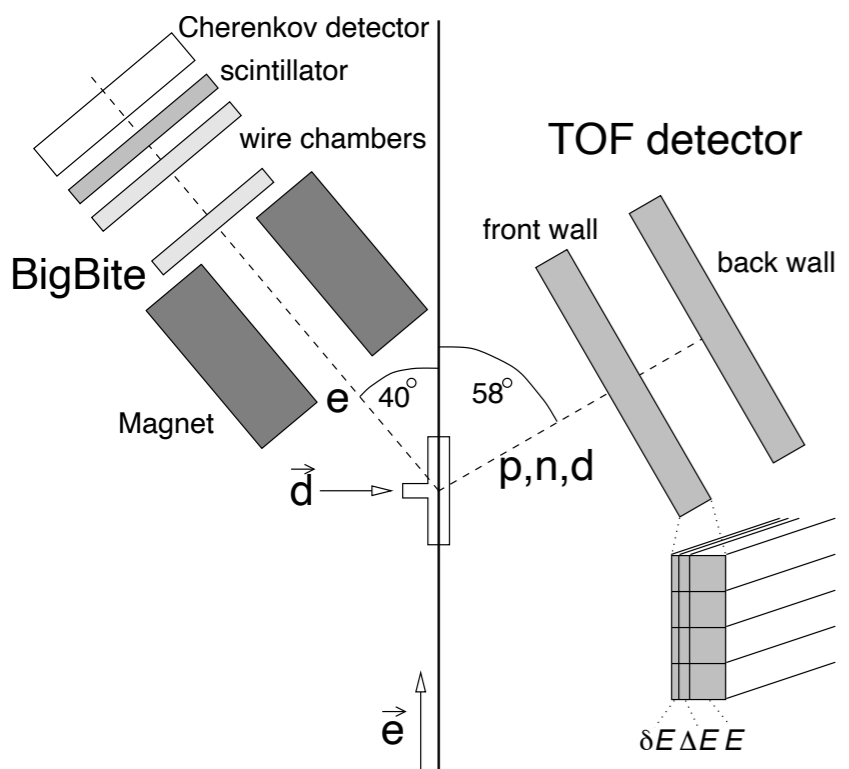 Cherenkov detector
scintillator
wire chambers
TOF detector
front wall
back wall
BigBite
Magnet
e
40°
58°
p,n,d
d⃗
e⃗
δE ΔE E